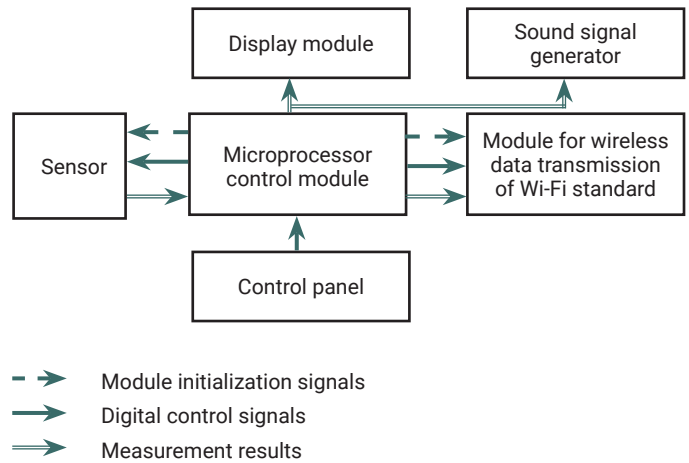 Display module
Sound signal
generator
Sensor
Microprocessor
control module
Module for wireless
data transmission
of Wi-Fi standard
Control panel
Module initialization signals
Digital control signals
Measurement results